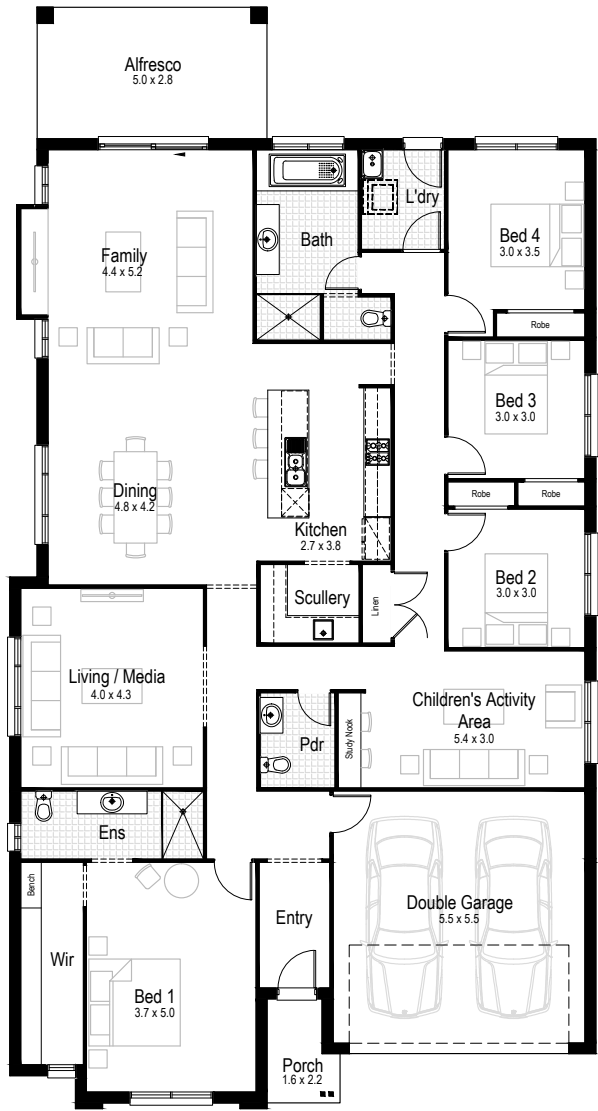 Alfresco
5.0 x 2.8
L'dry
Bath
Bed 4
3.0 x 3.5
Family
4.4 x 5.2
Robe
Bed 3
3.0 x 3.0
Dining
4.8 x 4.2
Robe
Robe
Kitchen
2.7 x 3.8
Bed 2
3.0 x 3.0
Scullery
Linen
Living / Media
4.0 x 4.3
Children's Activity
Area
5.4 x 3.0
Study Nook
Pdr
Ens
Bench
Double Garage
5.5 x 5.5
Entry
Wir
Bed 1
3.7 x 5.0
Porch
1.6 x 2.2